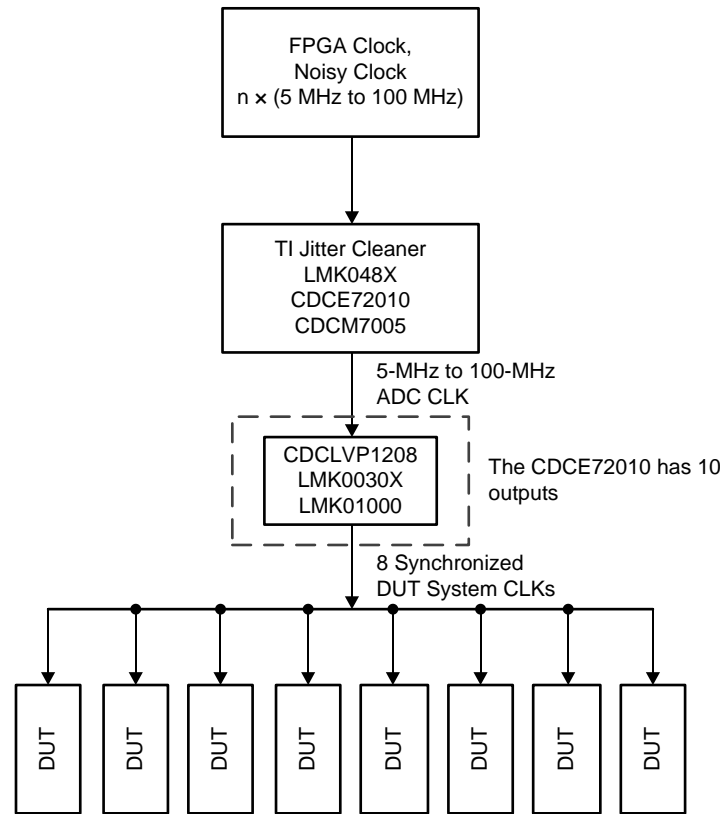 FPGA Clock,
Noisy Clock
n × (5 MHz to 100 MHz)
TI Jitter Cleaner
LMK048X
CDCE72010
CDCM7005
5-MHz to 100-MHz
ADC CLK
CDCLVP1208
LMK0030X
LMK01000
The CDCE72010 has 10
outputs
8 Synchronized
DUT System CLKs
DUT
DUT
DUT
DUT
DUT
DUT
DUT
DUT